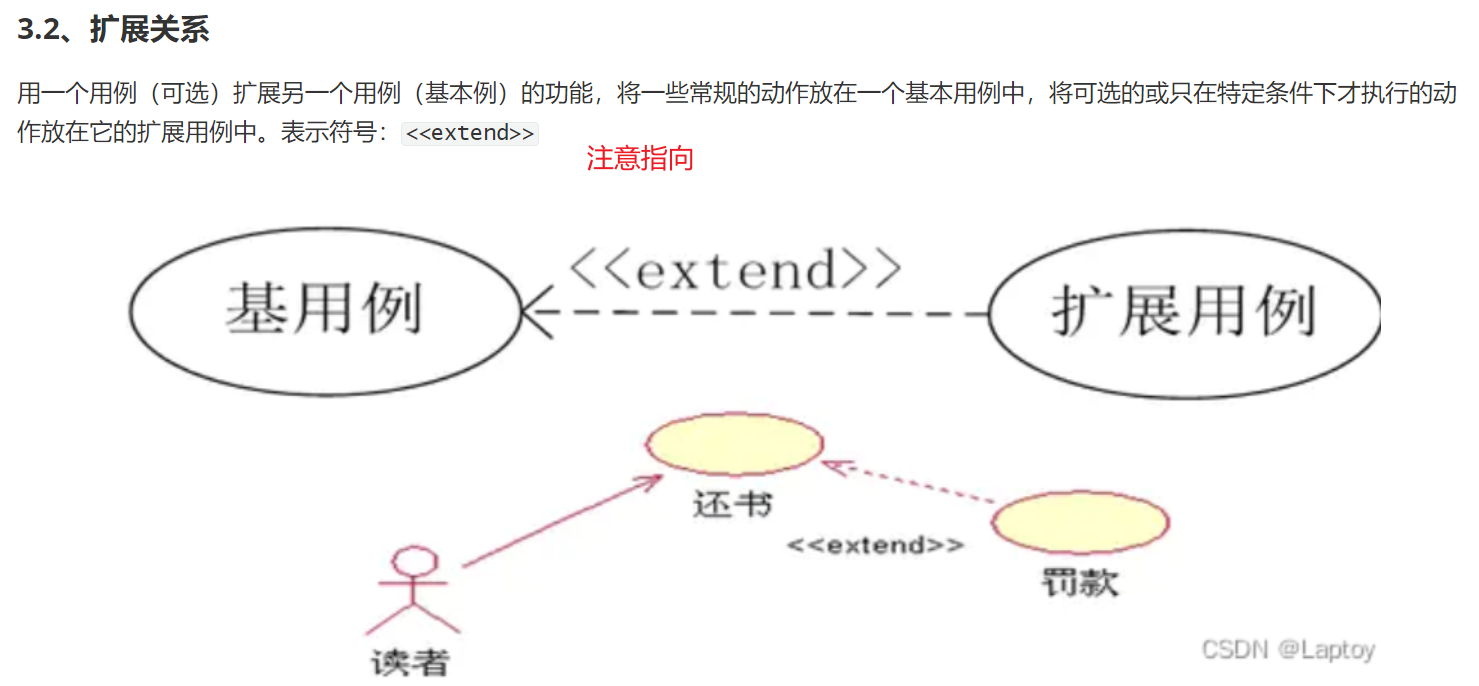 3.2、扩展关系
用一个用例（可选）扩展另一个用例（基本例）的功能，将一些常规的动作放在一个基本用例中，将可选的或只在特定条件下才执行的动
作放在它的扩展用例中。表示符号：<<extend>>
注意指向
<<extend>>
基用例
扩展用例
还书
<<extend>>
罚款
读者
CSDN @Laptoy